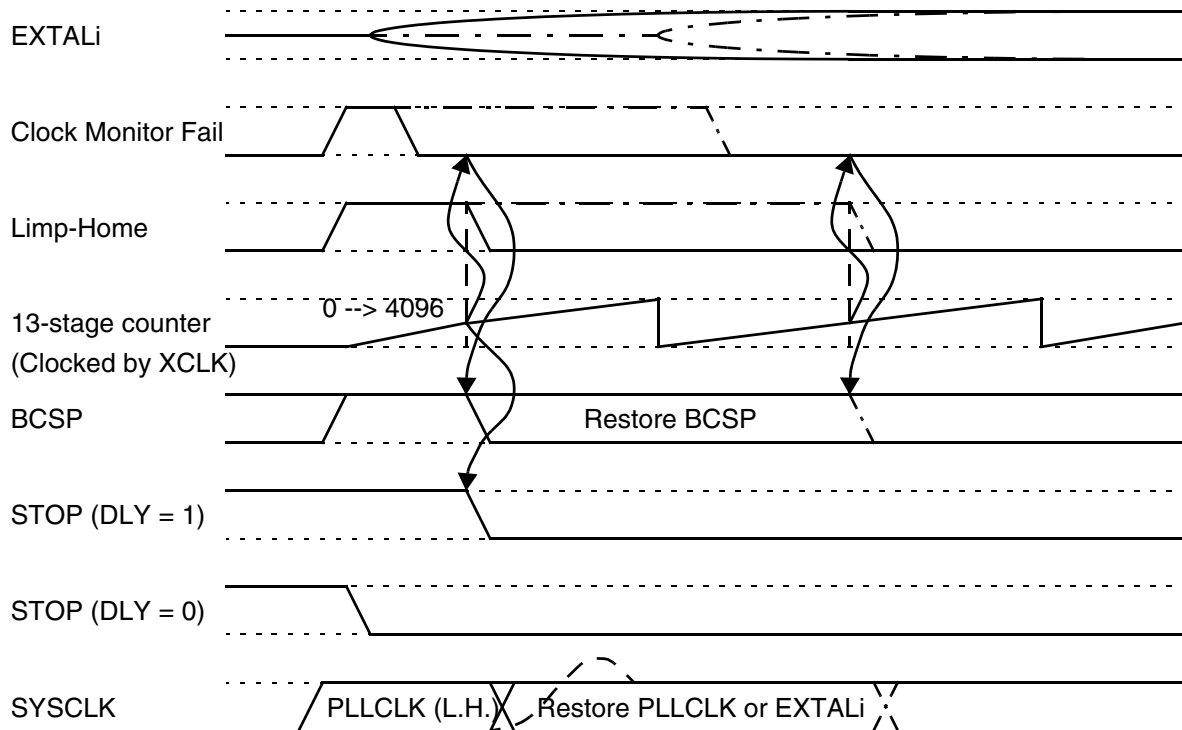 EXTALi
Clock Monitor Fail
Limp-Home
0 --> 4096
13-stage counter
(Clocked by XCLK)
BCSP
Restore BCSP
STOP (DLY = 1)
STOP (DLY = 0)
SYSCLK
PLLCLK (L.H.)
Restore PLLCLK or EXTALi